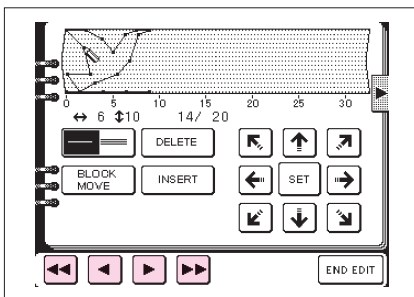 0 5 10 15 20 25 30
↔ 6 ↕10 14/ 20
DELETE
BLOCK
MOVE
INSERT
SET
END EDIT